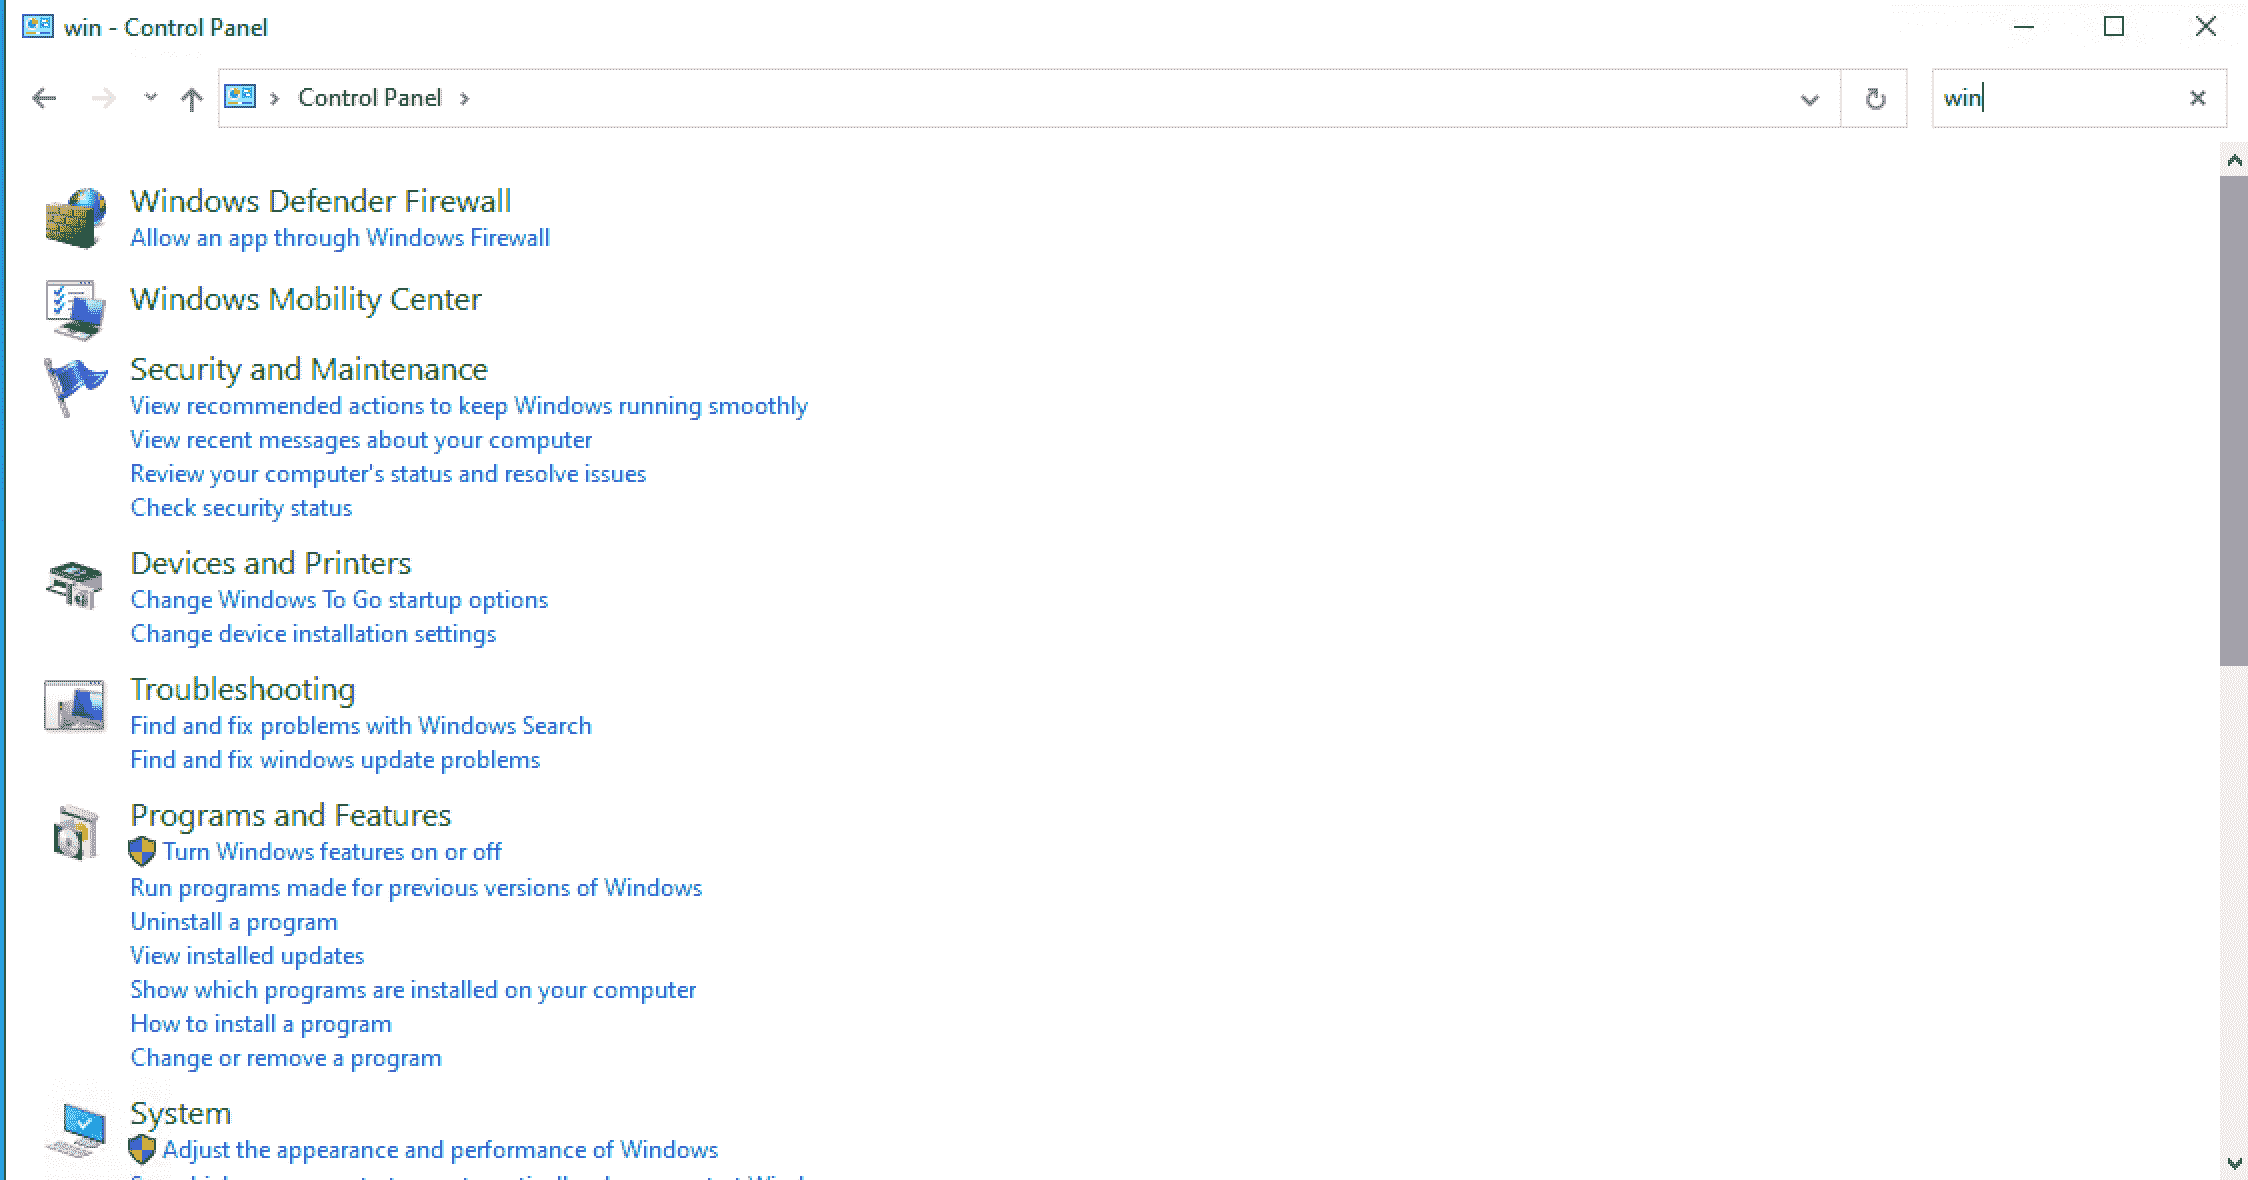 win - Control Panel
Control Panel
win
Windows Defender Firewall
Allow an app through Windows Firewall
Windows Mobility Center
Security and Maintenance
View recommended actions to keep Windows running smoothly
View recent messages about your computer
Review your computer's status and resolve issues
Check security status
Devices and Printers
Change Windows To Go startup options
Change device installation settings
Troubleshooting
Find and fix problems with Windows Search
Find and fix windows update problems
Programs and Features
Turn Windows features on or off
Run programs made for previous versions of Windows
Uninstall a program
View installed updates
Show which programs are installed on your computer
How to install a program
Change or remove a program
System
Adjust the appearance and performance of Windows